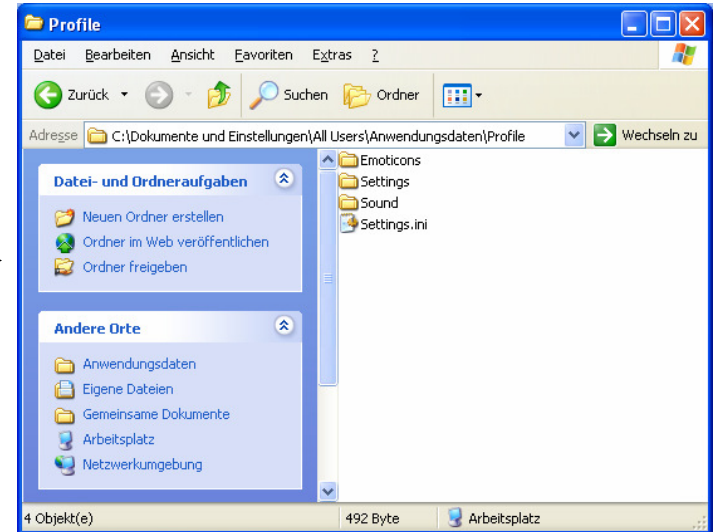 Profile
Datei Bearbeiten Ansicht Favoriten Extras ?
Zurück Suchen Ordner
Adresse C:\Dokumente und Einstellungen\All Users\Anwendungsdaten\Profile Wechseln zu
Datei- und Ordneraufgaben
Neuen Ordner erstellen
Ordner im Web veröffentlichen
Ordner freigeben
Andere Orte
Anwendungsdaten
Eigene Dateien
Gemeinsame Dokumente
Arbeitsplatz
Netzwerkumgebung
Emoticons
Settings
Sound
Settings.ini
4 Objekt(e) 492 Byte Arbeitsplatz